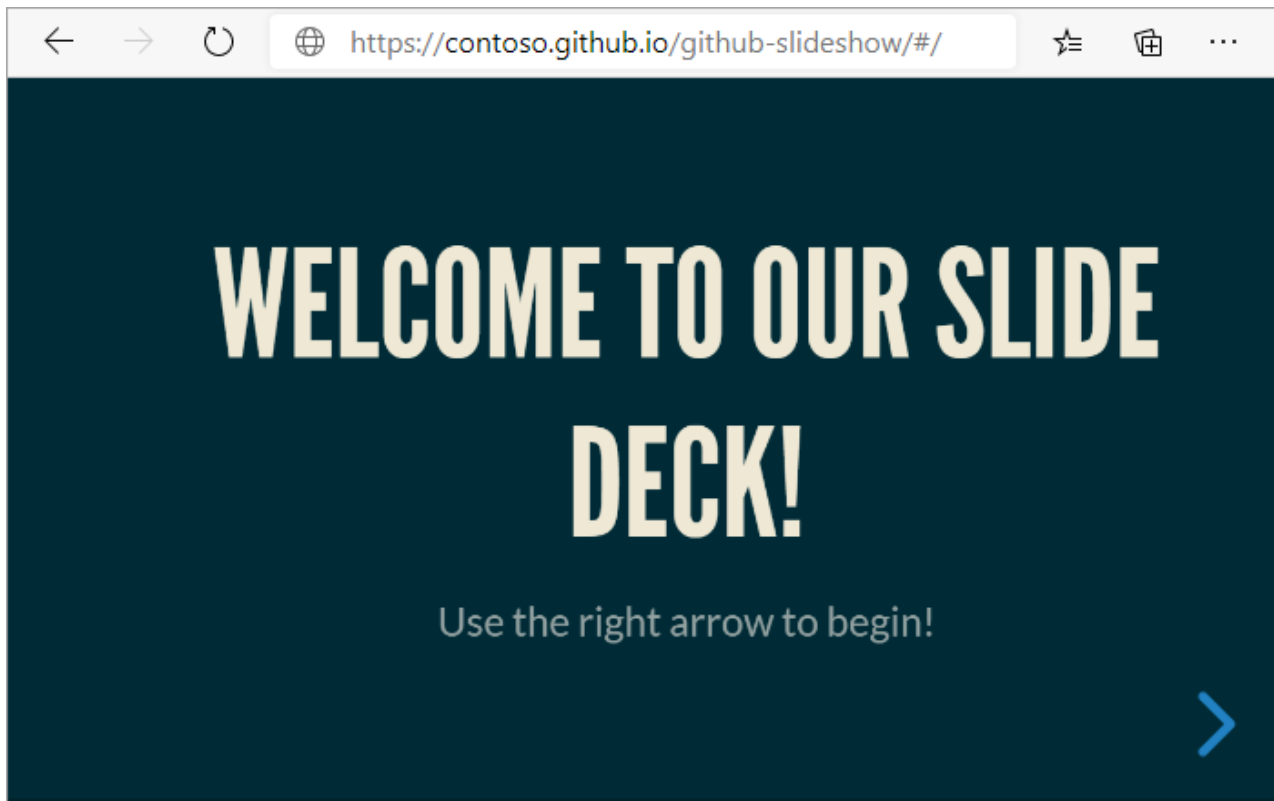 https://contoso.github.io/github-slideshow/#/
WELCOME TO OUR SLIDE
DECK!
Use the right arrow to begin!